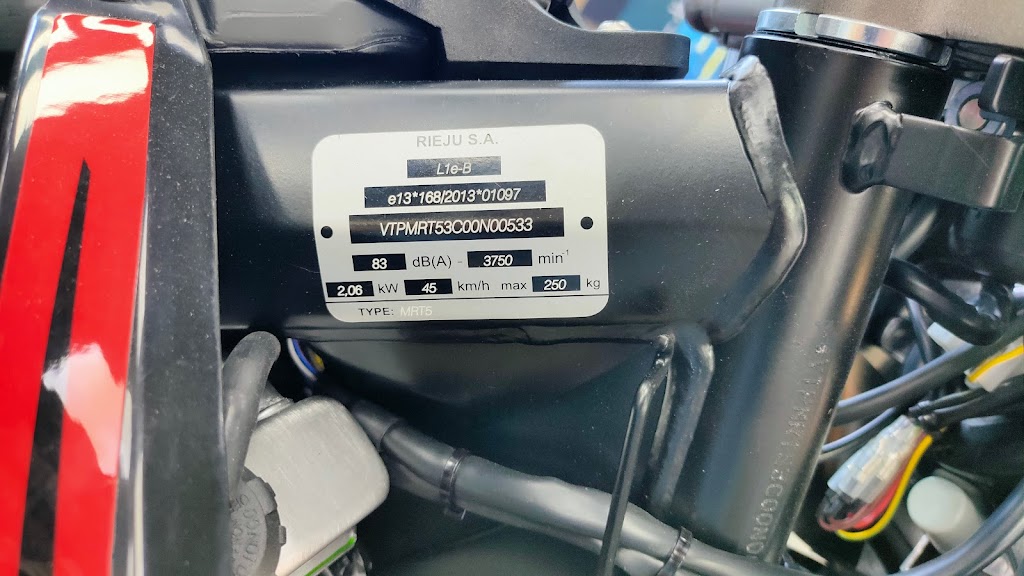 RIEJU S.A.
L1e-B
e13*168/2013*01097
VTPMRT53C00N00533
83 dB(A) - 3750 min-1
2,06 kW 45 km/h max 250 kg
TYPE: MRT5